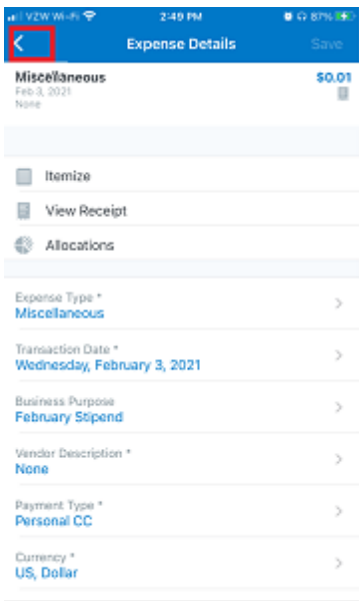 VZW Wi-Fi 2:49 PM 87%
Expense Details Save
Miscellaneous $0.01
Feb 3, 2021
None
Itemize
View Receipt
Allocations
Expense Type *
Miscellaneous
Transaction Date *
Wednesday, February 3, 2021
Business Purpose
February Stipend
Vendor Description *
None
Payment Type *
Personal CC
Currency *
US, Dollar